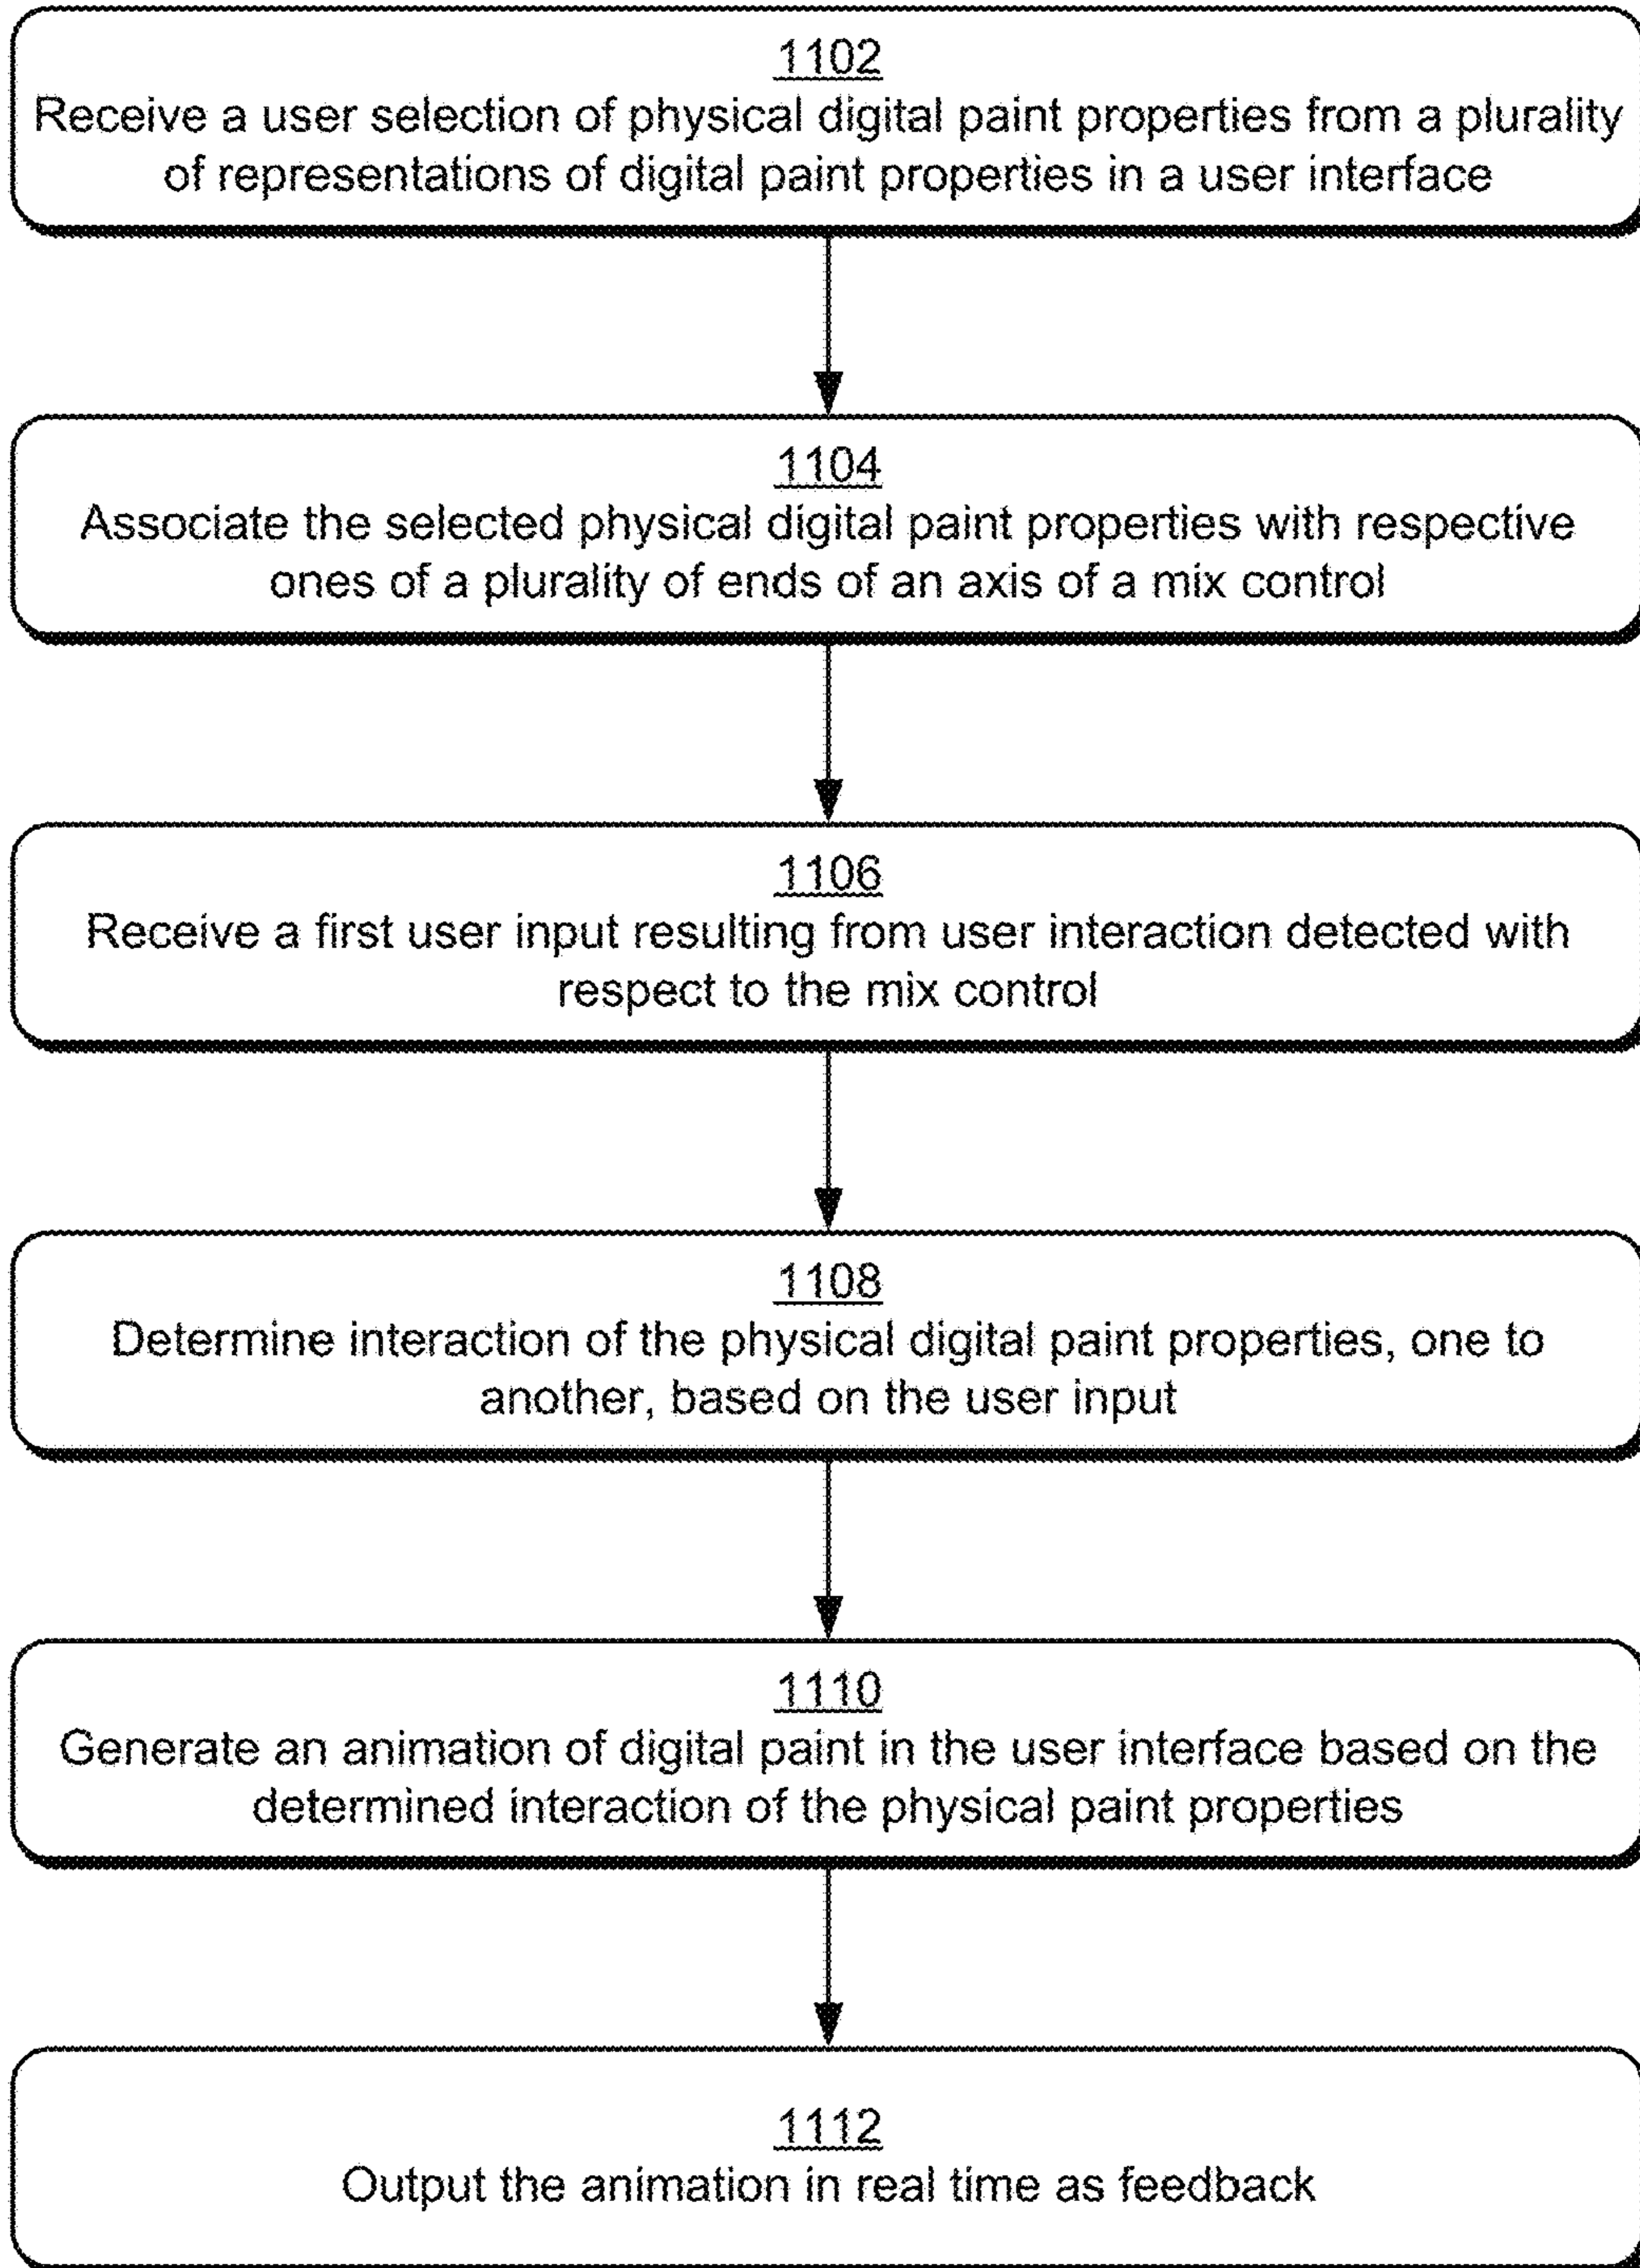 1102
Receive a user selection of physical digital paint properties from a plurality
of representations of digital paint properties in a user interface
1104
Associate the selected physical digital paint properties with respective
ones of a plurality of ends of an axis of a mix control
1106
Receive a first user input resulting from user interaction detected with
respect to the mix control
1108
Determine interaction of the physical digital paint properties, one to
another, based on the user input
1110
Generate an animation of digital paint in the user interface based on the
determined interaction of the physical paint properties
1112
Output the animation in real time as feedback